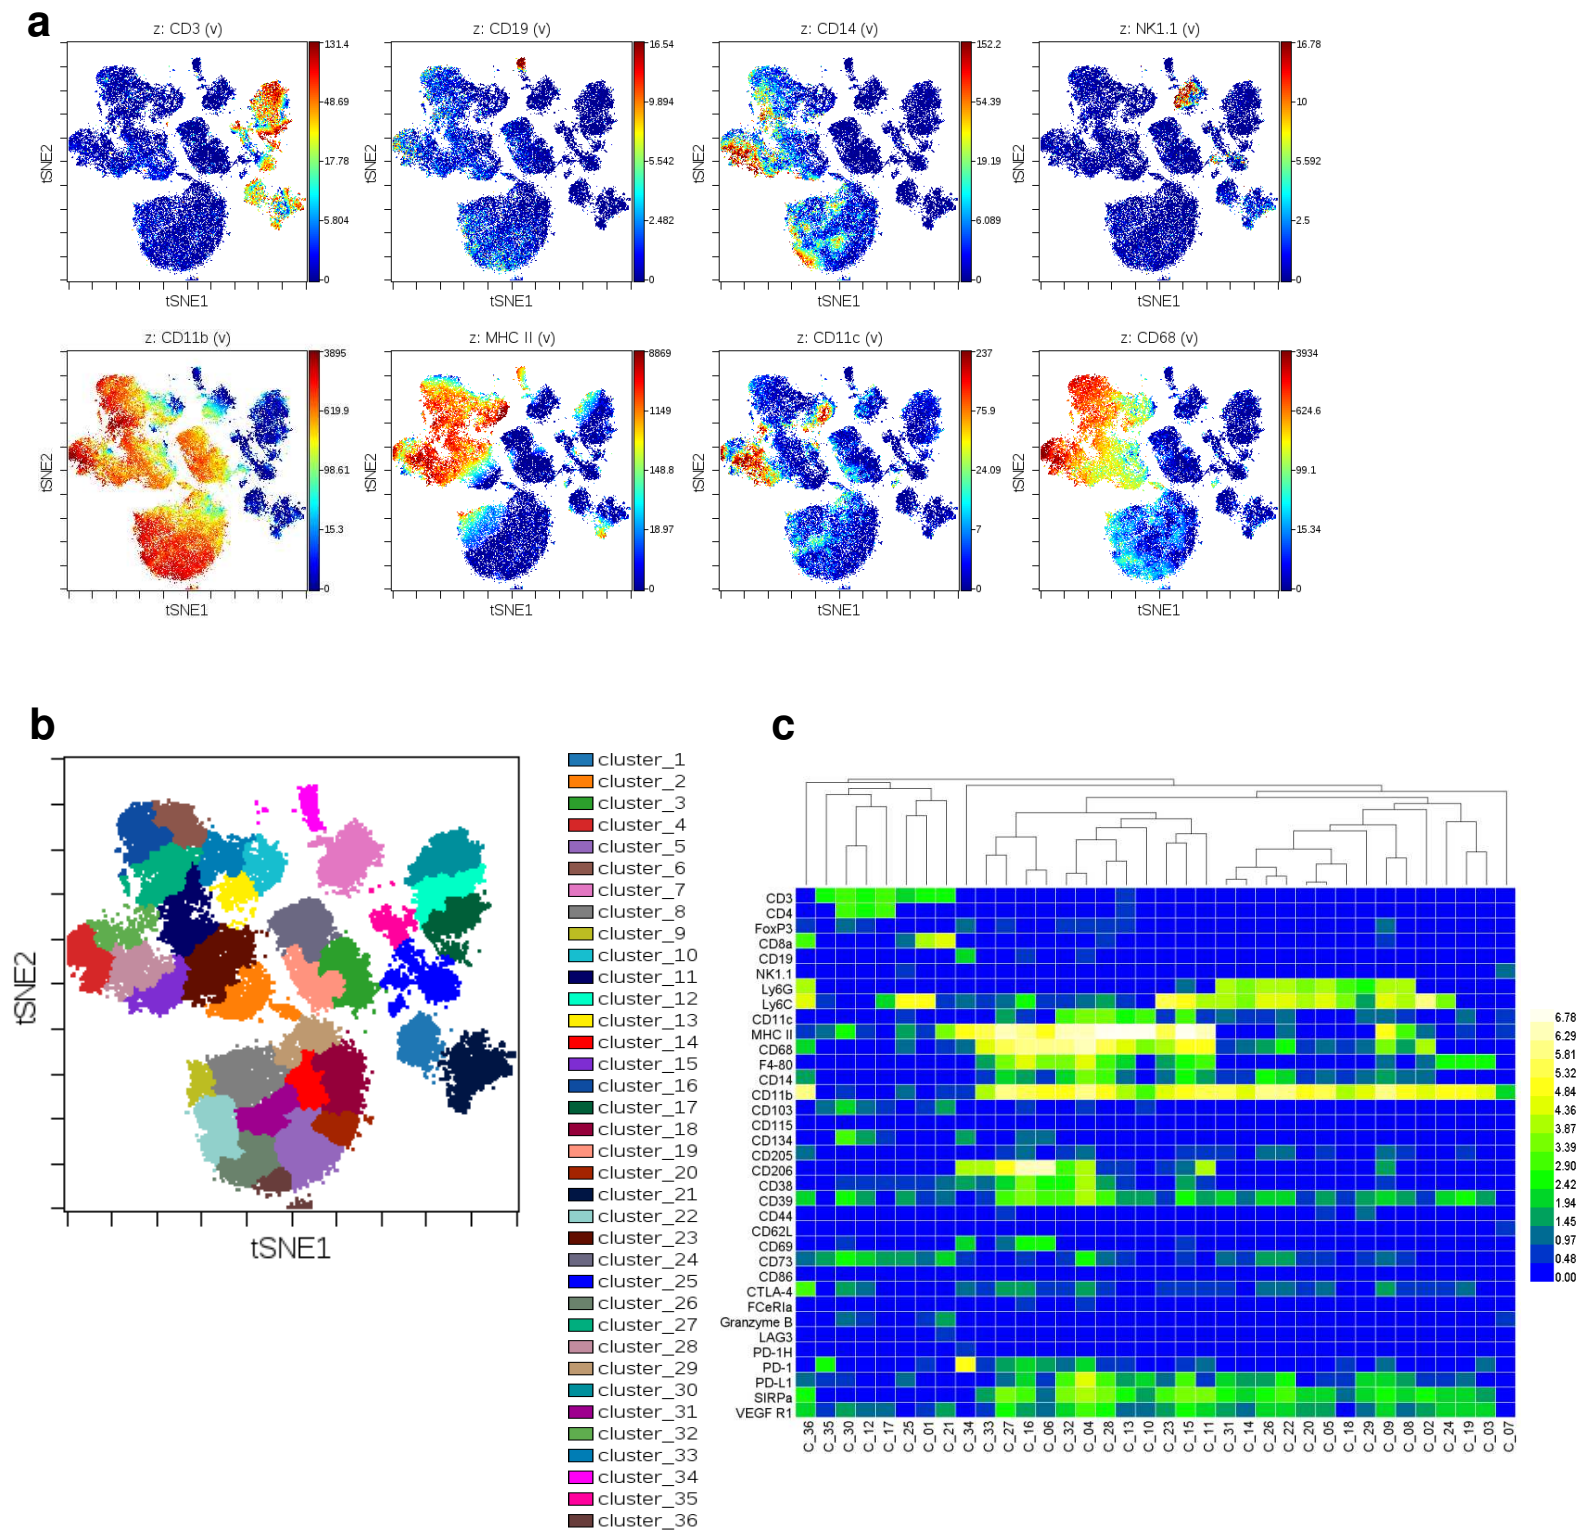 a
z: CD3 (v)
z: CD19 (v)
z: CD14 (v)
z: NK1.1 (v)
131.4
48.69
17.78
5.804
0
16.54
9.894
5.542
2.482
0
152.2
54.39
19.19
6.089
0
16.78
10
5.592
2.5
0
tSNE2
tSNE2
tSNE2
tSNE2
tSNE1
tSNE1
tSNE1
tSNE1
z: CD11b (v)
z: MHC II (v)
z: CD11c (v)
z: CD68 (v)
3895
619.9
98.61
15.3
0
8869
1149
148.8
18.97
0
237
75.9
24.09
7
0
3934
624.6
99.1
15.34
0
tSNE2
tSNE2
tSNE2
tSNE2
tSNE1
tSNE1
tSNE1
tSNE1
b
tSNE2
tSNE1
cluster_1
cluster_2
cluster_3
cluster_4
cluster_5
cluster_6
cluster_7
cluster_8
cluster_9
cluster_10
cluster_11
cluster_12
cluster_13
cluster_14
cluster_15
cluster_16
cluster_17
cluster_18
cluster_19
cluster_20
cluster_21
cluster_22
cluster_23
cluster_24
cluster_25
cluster_26
cluster_27
cluster_28
cluster_29
cluster_30
cluster_31
cluster_32
cluster_33
cluster_34
cluster_35
cluster_36
c
CD3
CD4
FoxP3
CD8a
CD19
NK1.1
Ly6G
Ly6C
CD11c
MHC II
CD68
F4-80
CD14
CD11b
CD103
CD115
CD134
CD205
CD206
CD38
CD39
CD44
CD62L
CD69
CD73
CD86
CTLA-4
FCeRIa
Granzyme B
LAG3
PD-1H
PD-1
PD-L1
SIRPa
VEGF R1
C_36
C_35
C_30
C_12
C_17
C_25
C_01
C_21
C_34
C_33
C_27
C_16
C_06
C_32
C_04
C_28
C_13
C_10
C_23
C_15
C_11
C_31
C_14
C_26
C_22
C_20
C_05
C_18
C_29
C_09
C_08
C_02
C_24
C_19
C_03
C_07
6.78
6.29
5.81
5.32
4.84
4.36
3.87
3.39
2.90
2.42
1.94
1.45
0.97
0.48
0.00